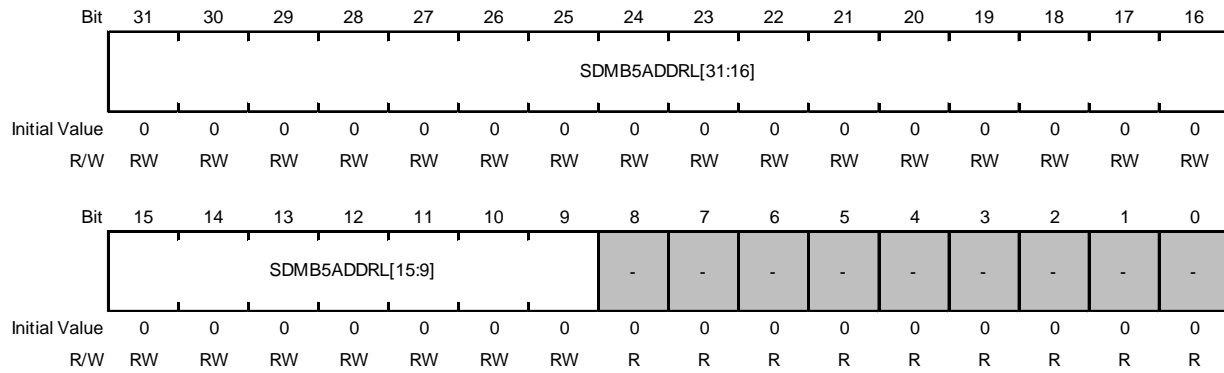 Bit 31 30 29 28 27 26 25 24 23 22 21 20 19 18 17 16
SDMB5ADDRL[31:16]
Initial Value 0 0 0 0 0 0 0 0 0 0 0 0 0 0 0 0
R/W RW RW RW RW RW RW RW RW RW RW RW RW RW RW RW RW
Bit 15 14 13 12 11 10 9 8 7 6 5 4 3 2 1 0
SDMB5ADDRL[15:9] - - - - - - - - -
Initial Value 0 0 0 0 0 0 0 0 0 0 0 0 0 0 0 0
R/W RW RW RW RW RW RW RW R R R R R R R R R